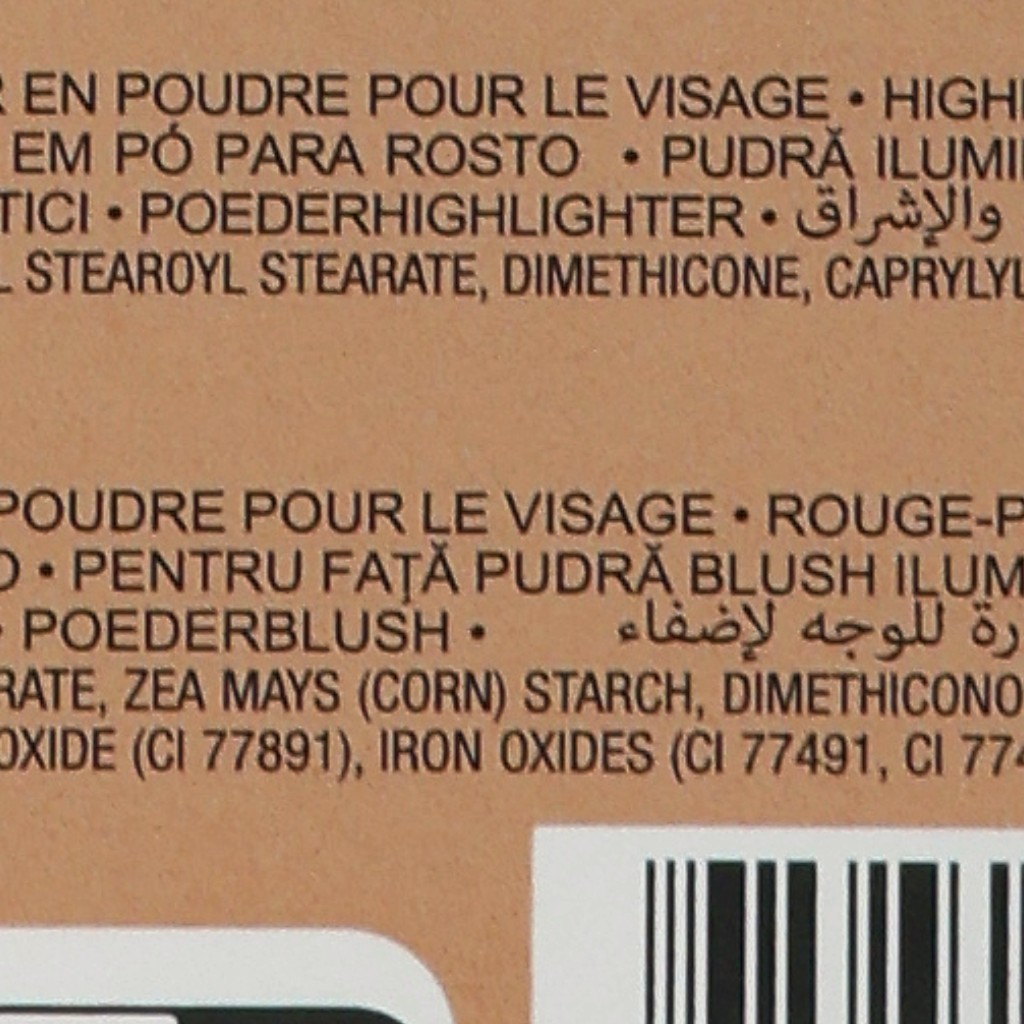 R EN POUDRE POUR LE VISAGE • HIGH
EM PÓ PARA ROSTO • PUDRĂ ILUMI
TICI • POEDERHIGHLIGHTER • والإشراق
L STEAROYL STEARATE, DIMETHICONE, CAPRYLYL
POUDRE POUR LE VISAGE • ROUGE-P
O • PENTRU FAŢĂ PUDRĂ BLUSH ILUM
• POEDERBLUSH • رة للوجه لإضفاء
RATE, ZEA MAYS (CORN) STARCH, DIMETHICONO
OXIDE (CI 77891), IRON OXIDES (CI 77491, CI 774